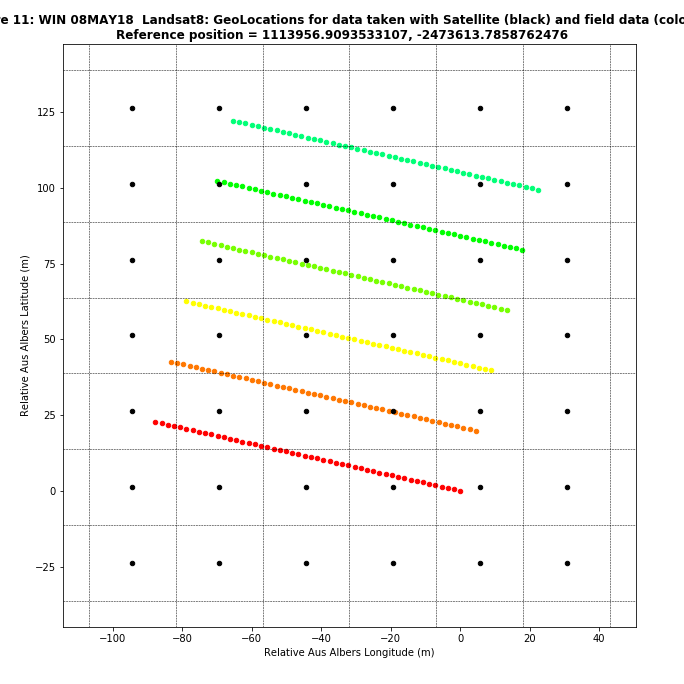 e 11: WIN 08MAY18 Landsat8: GeoLocations for data taken with Satellite (black) and field data (colo
Reference position = 1113956.9093533107, -2473613.7858762476
125
100
75
50
25
0
−25
Relative Aus Albers Latitude (m)
−100 −80 −60 −40 −20 0 20 40
Relative Aus Albers Longitude (m)